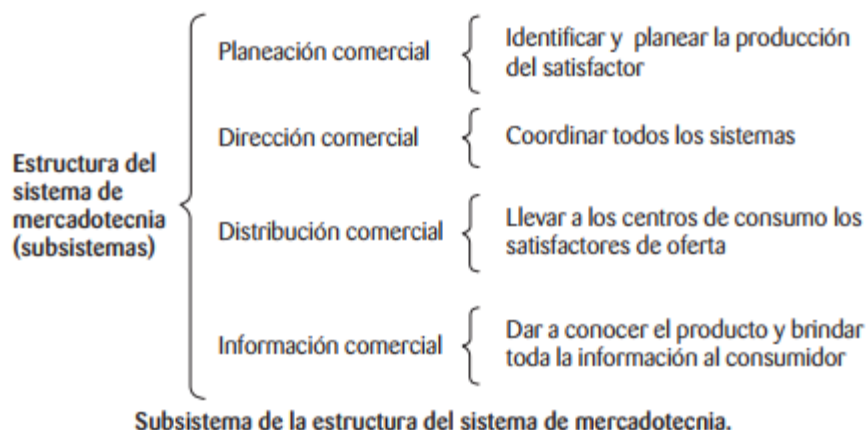 Estructura del
sistema de
mercadotecnia
(subsistemas)
Planeación comercial
Identificar y planear la producción
del satisfactor
Dirección comercial
Coordinar todos los sistemas
Distribución comercial
Llevar a los centros de consumo los
satisfactores de oferta
Información comercial
Dar a conocer el producto y brindar
toda la información al consumidor
Subsistema de la estructura del sistema de mercadotecnia.